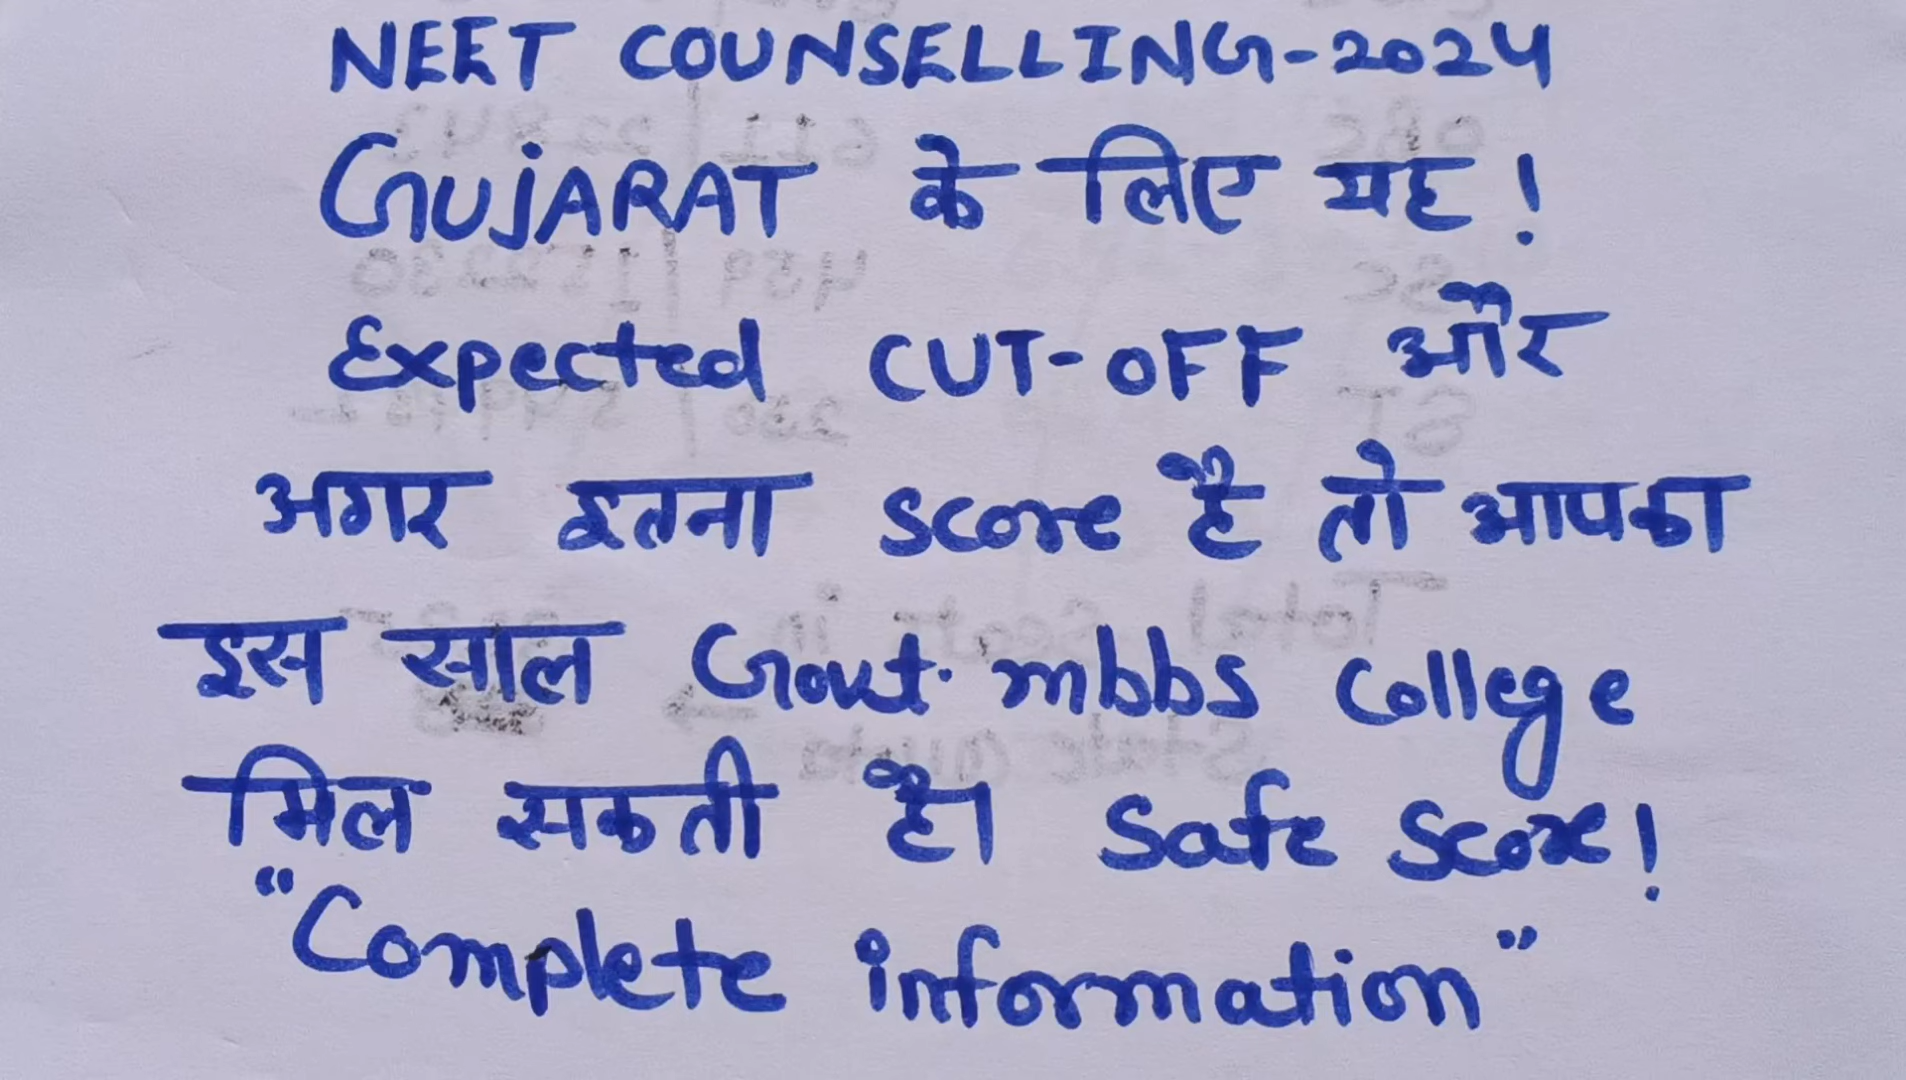 NEET COUNSELLING-2024
GUJARAT के लिए यह!
Expected CUT-OFF और
अगर इतना score है तो आपका
इस साल Govt. mbbs college
मिल सकती है। Safe Score!
"Complete information"